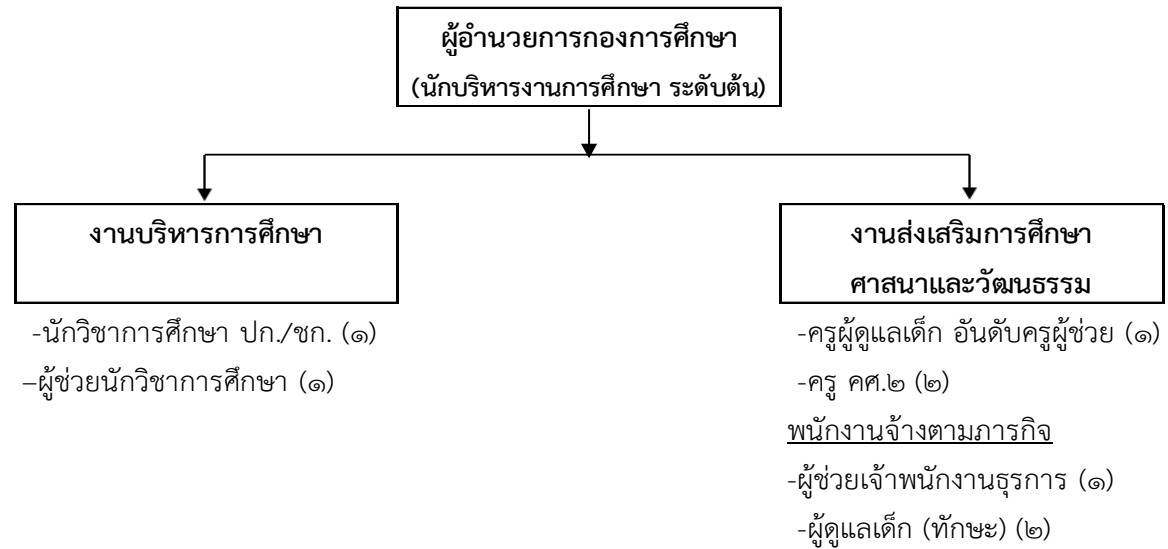 ผู้อำนวยการกองการศึกษา
(นักบริหารงานการศึกษา ระดับต้น)
งานบริหารการศึกษา
-นักวิชาการศึกษา ปก./ชก. (๑)
–ผู้ช่วยนักวิชาการศึกษา (๑)
งานส่งเสริมการศึกษา
ศาสนาและวัฒนธรรม
-ครูผู้ดูแลเด็ก อันดับครูผู้ช่วย (๑)
-ครู คศ.๒ (๒)
พนักงานจ้างตามภารกิจ
-ผู้ช่วยเจ้าพนักงานธุรการ (๑)
-ผู้ดูแลเด็ก (ทักษะ) (๒)